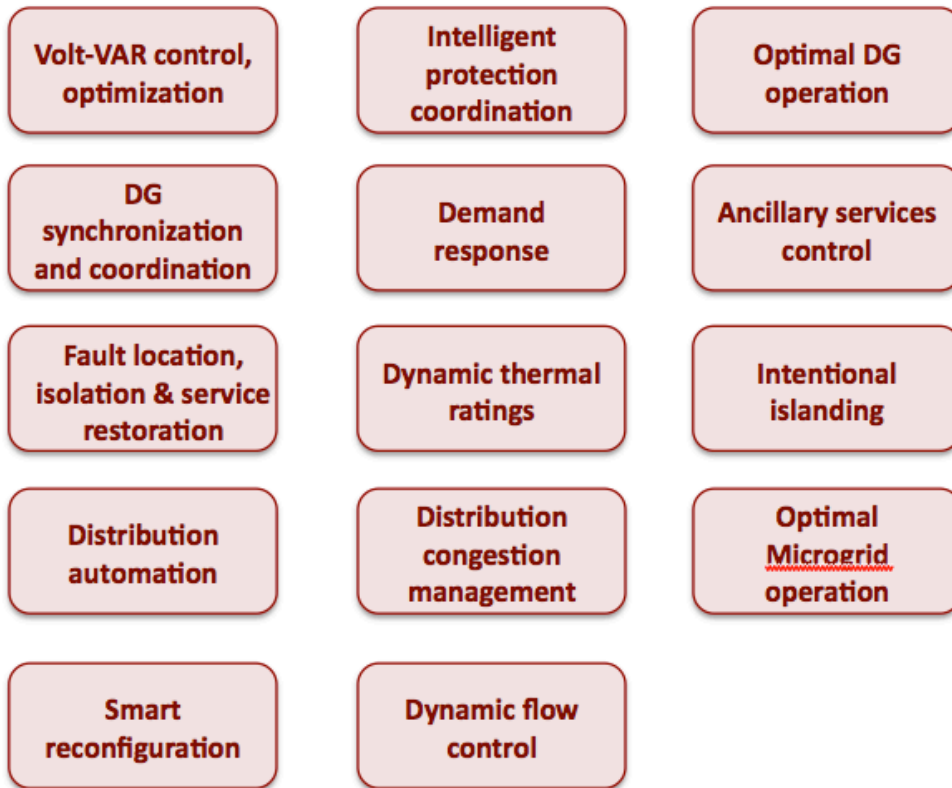 Volt-VAR control,
optimization
Intelligent
protection
coordination
Optimal DG
operation
DG
synchronization
and coordination
Demand
response
Ancillary services
control
Fault location,
isolation & service
restoration
Dynamic thermal
ratings
Intentional
islanding
Distribution
automation
Distribution
congestion
management
Optimal
Microgrid
operation
Smart
reconfiguration
Dynamic flow
control